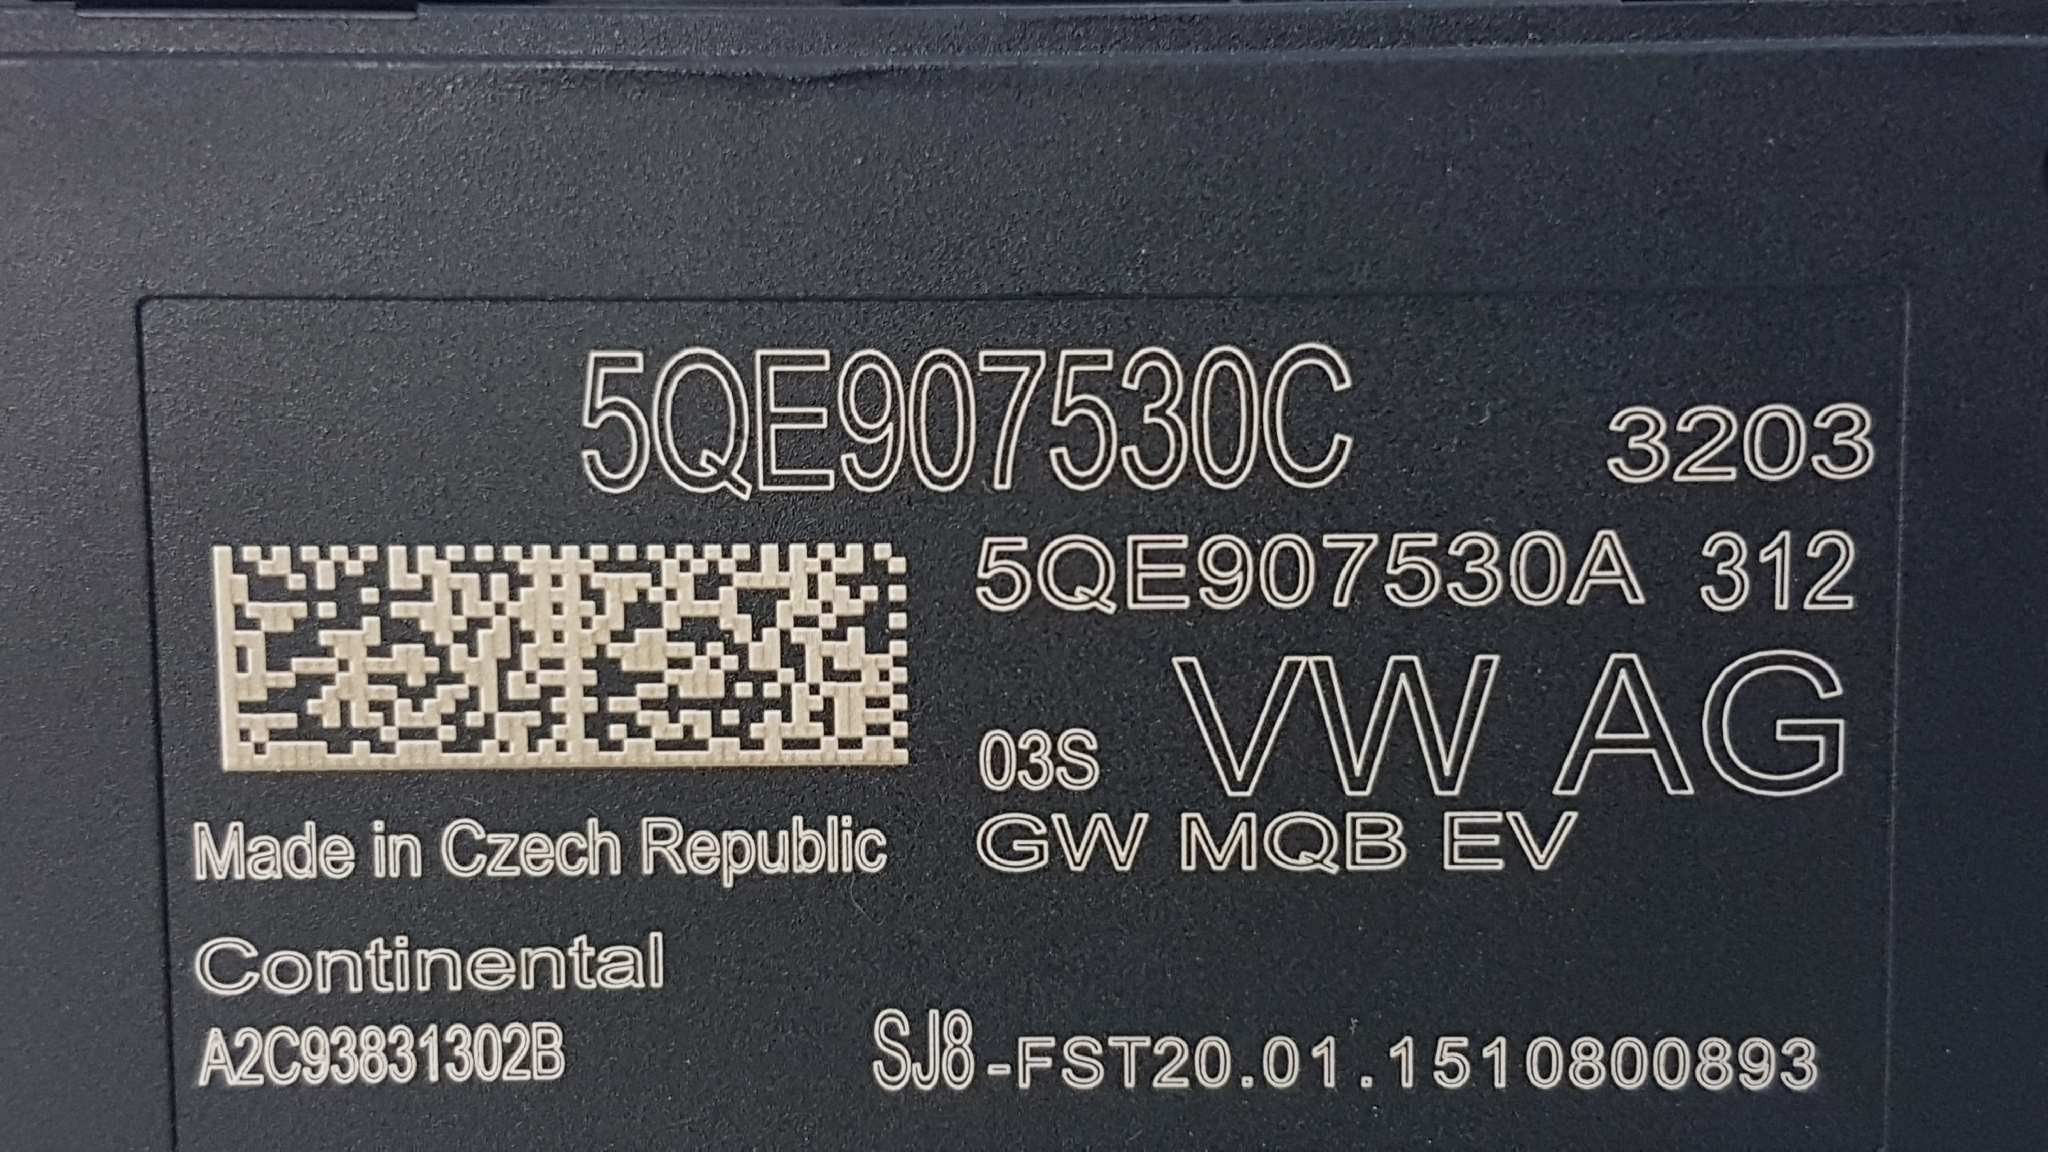 5QE907530C 3203
5QE907530A 312
03S VW AG
Made in Czech Republic GW MQB EV
Continental
A2C93831302B SJ8-FST20.01.1510800893